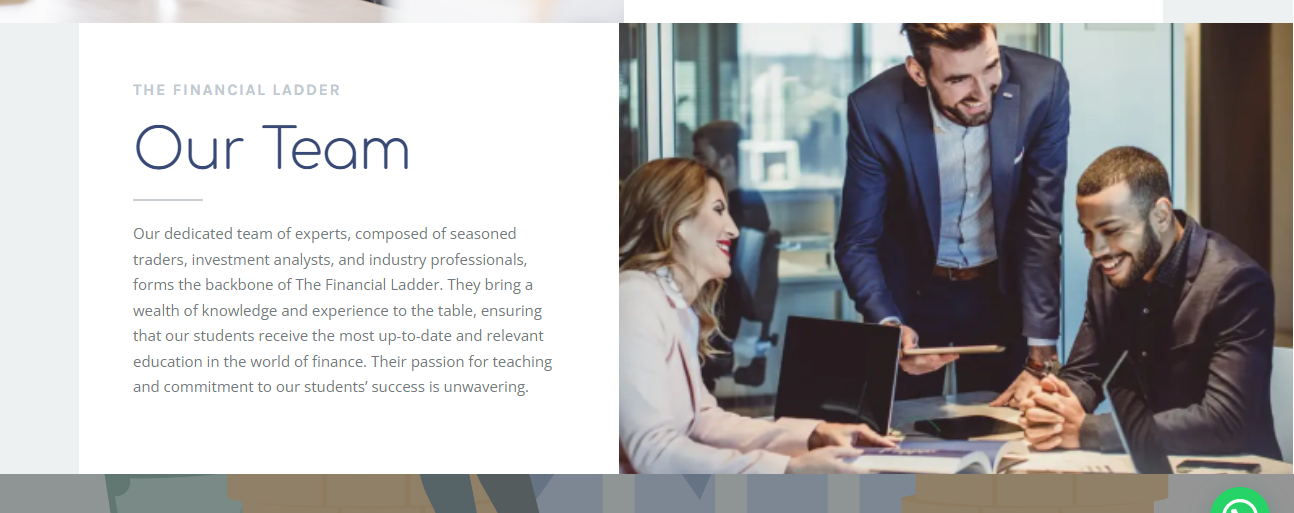 THE FINANCIAL LADDER
Our Team
Our dedicated team of experts, composed of seasoned
traders, investment analysts, and industry professionals,
forms the backbone of The Financial Ladder. They bring a
wealth of knowledge and experience to the table, ensuring
that our students receive the most up-to-date and relevant
education in the world of finance. Their passion for teaching
and commitment to our students’ success is unwavering.